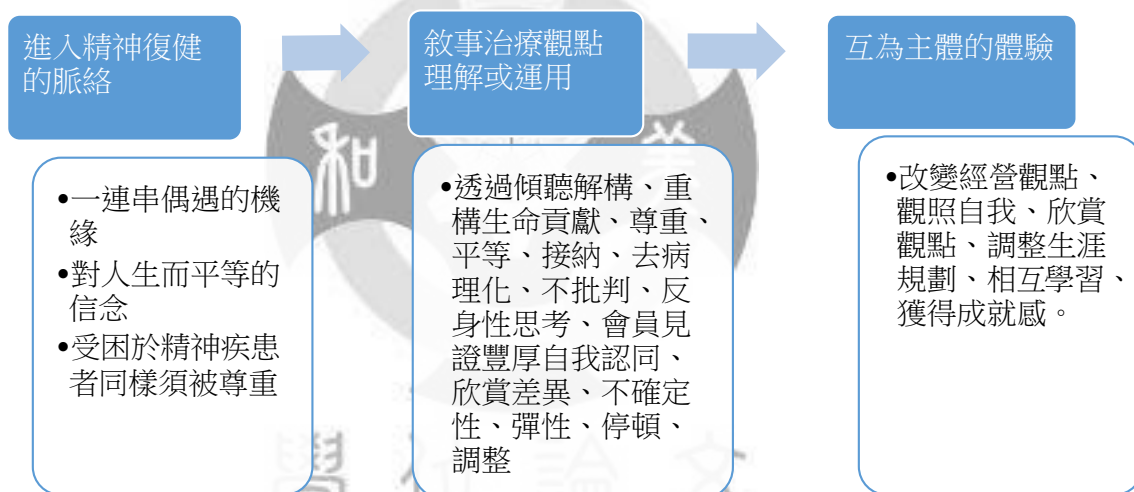 進入精神復健
的脈絡
•一連串偶遇的機
緣
•對人生而平等的
信念
•受困於精神疾患
者同樣須被尊重
敘事治療觀點
理解或運用
•透過傾聽解構、重
構生命貢獻、尊重、
平等、接納、去病
理化、不批判、反
身性思考、會員見
證豐厚自我認同、
欣賞差異、不確定
性、彈性、停頓、
調整
互為主體的體驗
•改變經營觀點、
觀照自我、欣賞
觀點、調整生涯
規劃、相互學習、
獲得成就感。
和